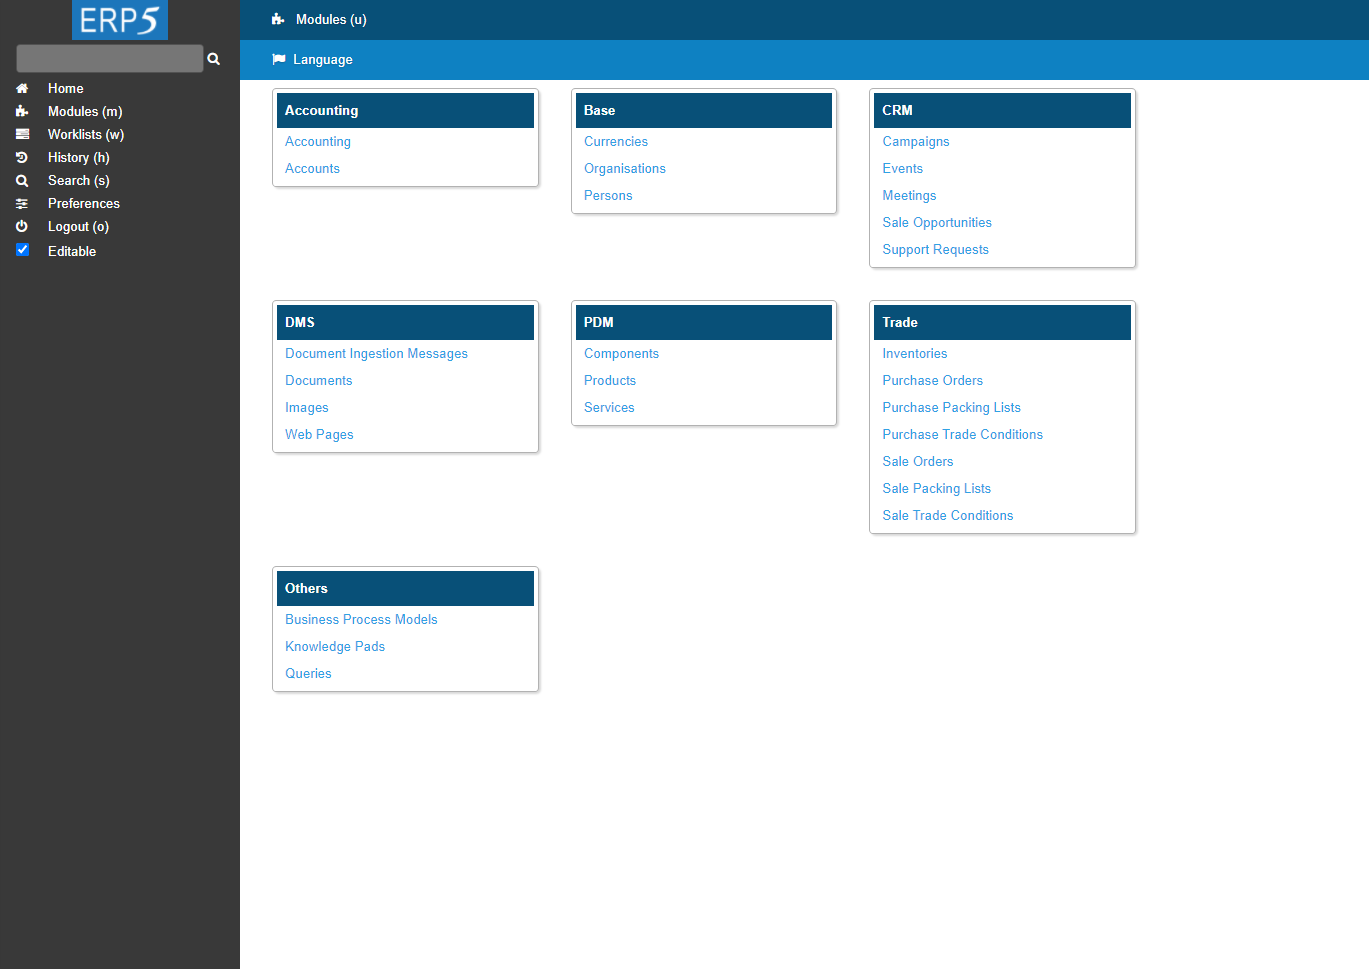 ERP5
Home
Modules (m)
Worklists (w)
History (h)
Search (s)
Preferences
Logout (o)
Editable
Modules (u)
Language
Accounting
Accounting
Accounts
Base
Currencies
Organisations
Persons
CRM
Campaigns
Events
Meetings
Sale Opportunities
Support Requests
DMS
Document Ingestion Messages
Documents
Images
Web Pages
PDM
Components
Products
Services
Trade
Inventories
Purchase Orders
Purchase Packing Lists
Purchase Trade Conditions
Sale Orders
Sale Packing Lists
Sale Trade Conditions
Others
Business Process Models
Knowledge Pads
Queries